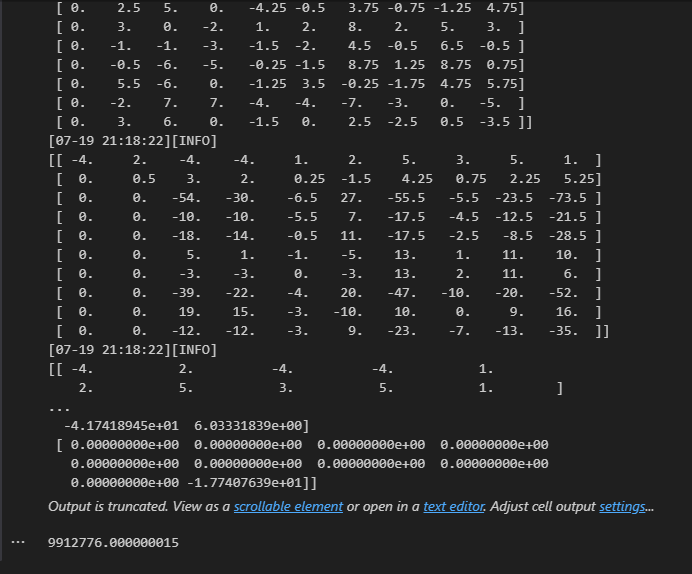 [ 0. 2.5 5. 0. -4.25 -0.5 3.75 -0.75 -1.25 4.75]
[ 0. 3. 0. -2. 1. 2. 8. 2. 5. 3. ]
[ 0. -1. -1. -3. -1.5 -2. 4.5 -0.5 6.5 -0.5 ]
[ 0. -0.5 -6. -5. -0.25 -1.5 8.75 1.25 8.75 0.75]
[ 0. 5.5 -6. 0. -1.25 3.5 -0.25 -1.75 4.75 5.75]
[ 0. -2. 7. 7. -4. -4. -7. -3. 0. -5. ]
[ 0. 3. 6. 0. -1.5 0. 2.5 -2.5 0.5 -3.5 ]]
[07-19 21:18:22][INFO]
[[ -4. 2. -4. -4. 1. 2. 5. 3. 5. 1. ]
[ 0. 0.5 3. 2. 0.25 -1.5 4.25 0.75 2.25 5.25]
[ 0. 0. -54. -30. -6.5 27. -55.5 -5.5 -23.5 -73.5 ]
[ 0. 0. -10. -10. -5.5 7. -17.5 -4.5 -12.5 -21.5 ]
[ 0. 0. -18. -14. -0.5 11. -17.5 -2.5 -8.5 -28.5 ]
[ 0. 0. 5. 1. -1. -5. 13. 1. 11. 10. ]
[ 0. 0. -3. -3. 0. -3. 13. 2. 11. 6. ]
[ 0. 0. -39. -22. -4. 20. -47. -10. -20. -52. ]
[ 0. 0. 19. 15. -3. -10. 10. 0. 9. 16. ]
[ 0. 0. -12. -12. -3. 9. -23. -7. -13. -35. ]]
[07-19 21:18:22][INFO]
[[ -4. 2. -4. -4. 1.
2. 5. 3. 5. 1. ]
...
-4.17418945e+01 6.03331839e+00]
[ 0.00000000e+00 0.00000000e+00 0.00000000e+00 0.00000000e+00
0.00000000e+00 0.00000000e+00 0.00000000e+00 0.00000000e+00
0.00000000e+00 -1.77407639e+01]]
Output is truncated. View as a scrollable element or open in a text editor. Adjust cell output settings...
... 9912776.000000015